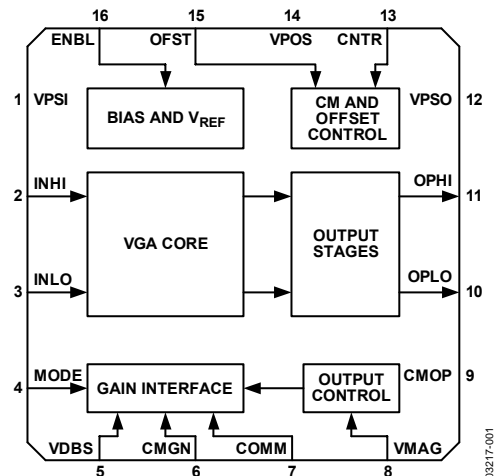 16 15 14 13
ENBL OFST VPOS CNTR
1 VPSI
BIAS AND VREF
CM AND
OFFSET
CONTROL
VPSO 12
2 INHI
OPHI 11
VGA CORE
OUTPUT
STAGES
3 INLO
OPLO 10
4 MODE
GAIN INTERFACE
OUTPUT
CONTROL
CMOP 9
VDBS CMGN COMM VMAG
5 6 7 8
03217-001